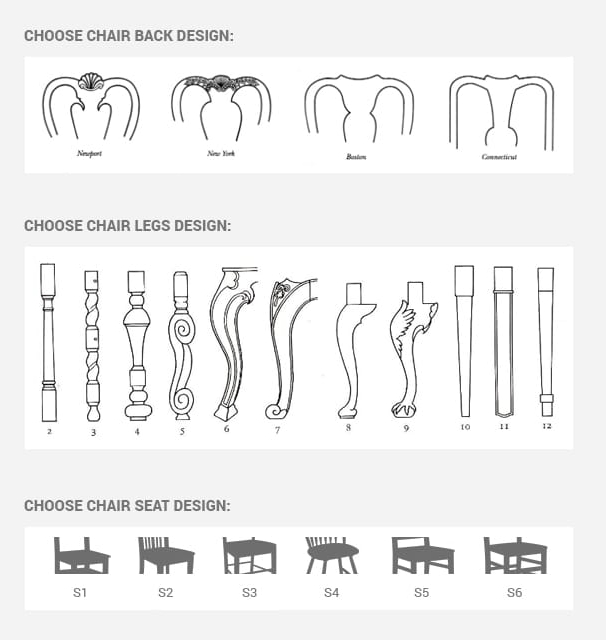 CHOOSE CHAIR BACK DESIGN:
Newport New York Boston Connecticut
CHOOSE CHAIR LEGS DESIGN:
2 3 4 5 6 7 8 9 10 11 12
CHOOSE CHAIR SEAT DESIGN:
S1 S2 S3 S4 S5 S6